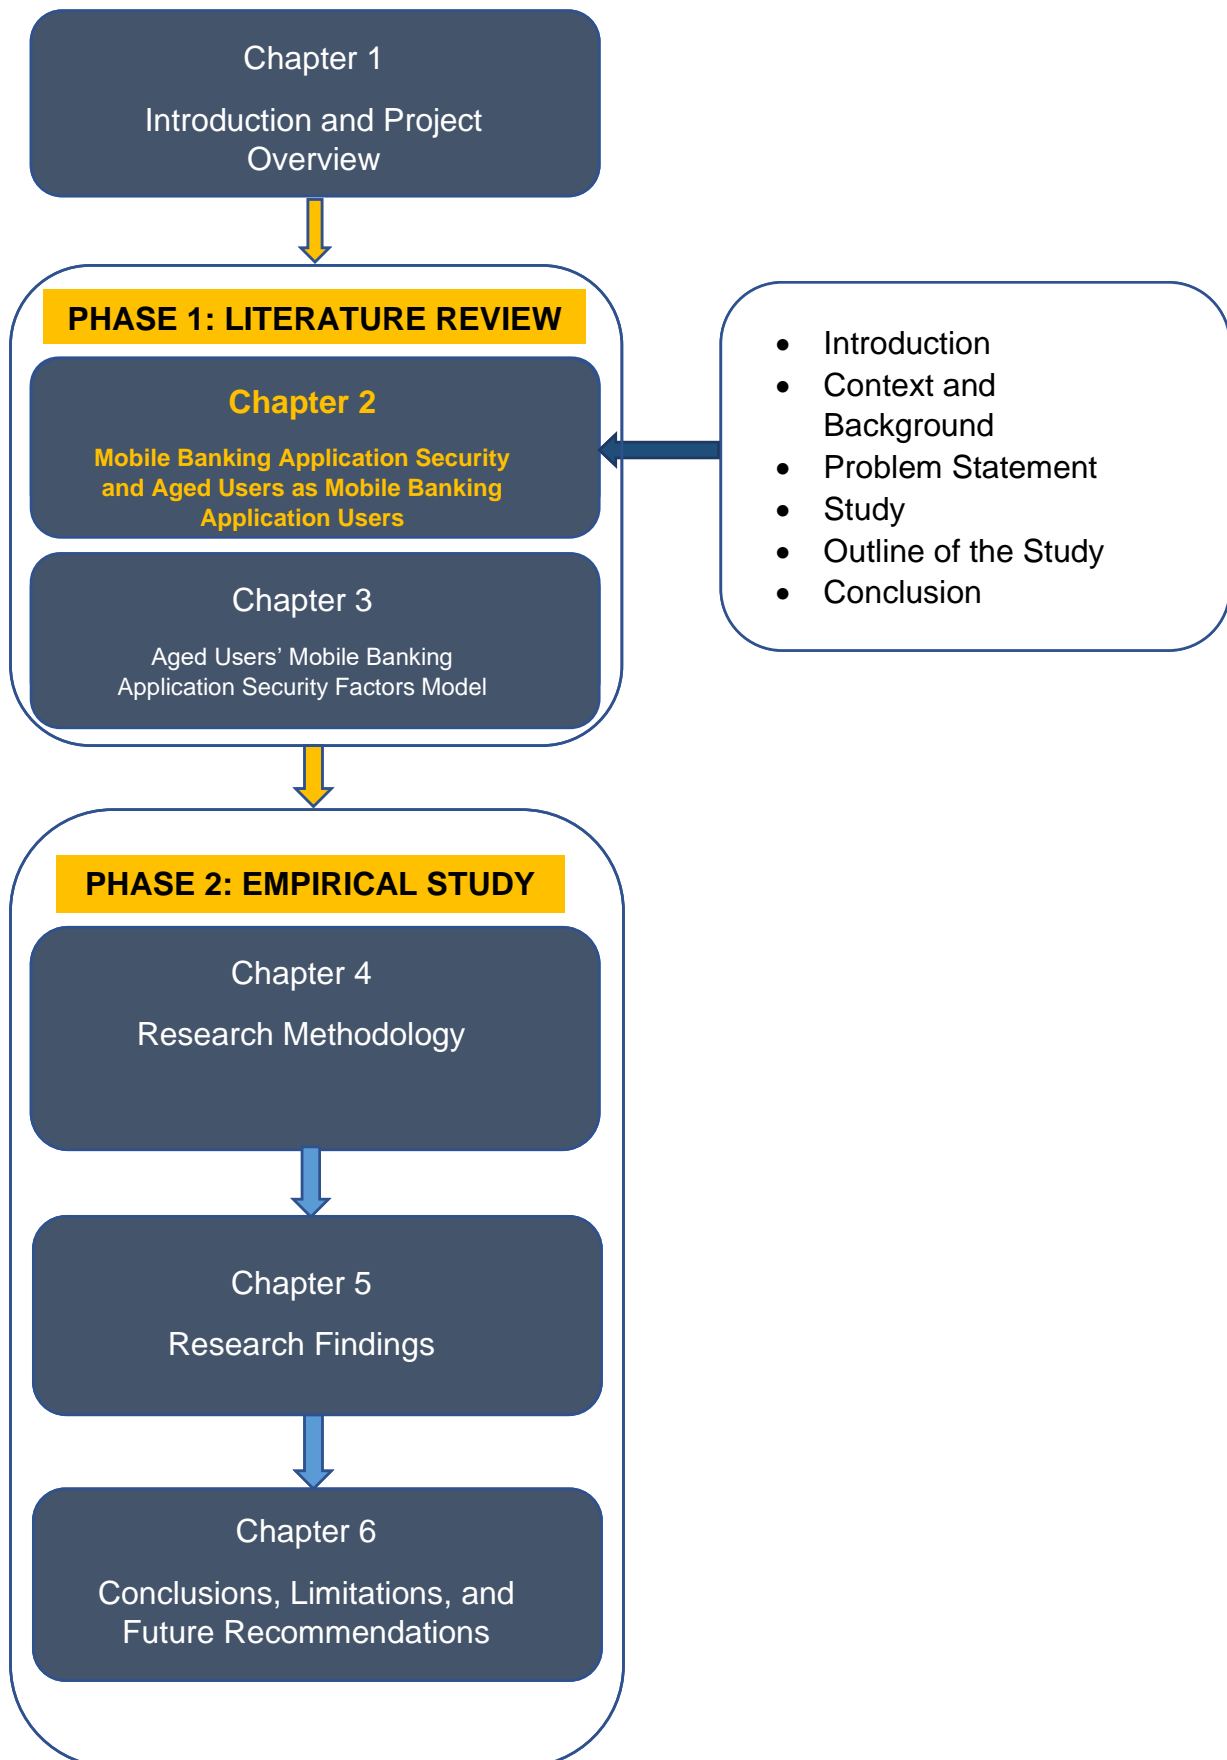 Chapter 1
Introduction and Project
Overview
PHASE 1: LITERATURE REVIEW
Chapter 2
Mobile Banking Application Security
and Aged Users as Mobile Banking
Application Users
Chapter 3
Aged Users’ Mobile Banking
Application Security Factors Model
• Introduction
• Context and
Background
• Problem Statement
• Study
• Outline of the Study
• Conclusion
PHASE 2: EMPIRICAL STUDY
Chapter 4
Research Methodology
Chapter 5
Research Findings
Chapter 6
Conclusions, Limitations, and
Future Recommendations